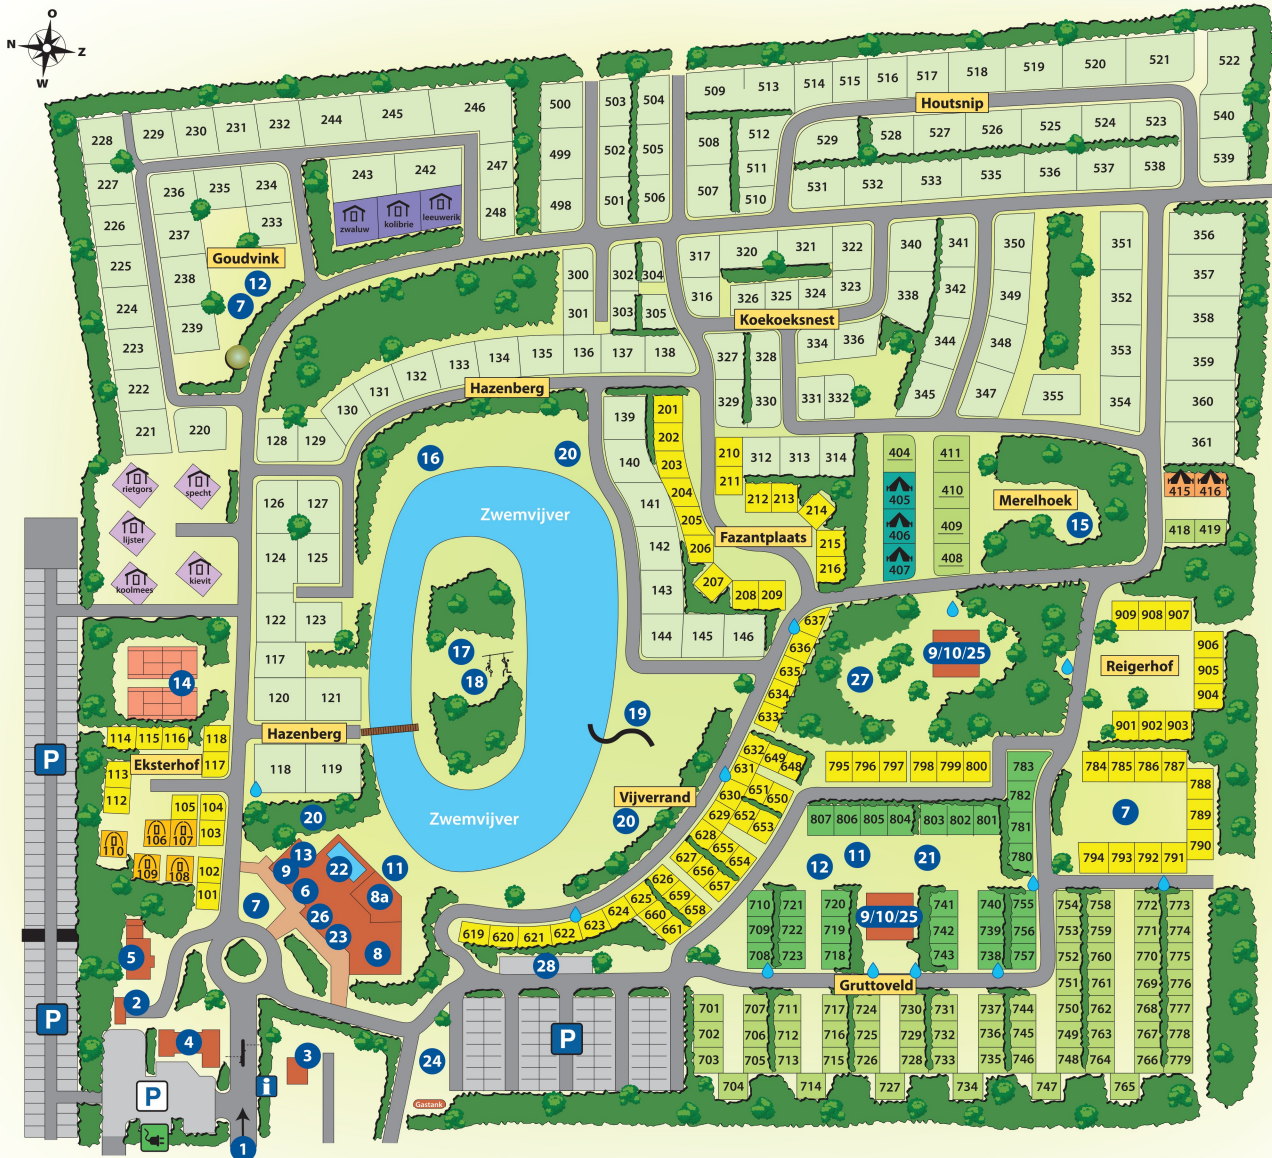 O
N
Z
W
228 229 230 231 232 244 245 246
500 503 504 509 513 514 515 516 517 518 519 520 521 522
Houtsnip
227 236 235 234 243 242 247
499 502 505 508 512 529 528 527 526 525 524 523 540
511
226 237 233 zwaluw kolibrie leeuwerik 248
498 501 506 507 510 531 532 533 535 536 537 538 539
225 238
Goudvink
12
7
224 239
223
222
221 220
300 302 304
301 303 305
317 320 321 322 340 341 350 351 356
316 326 325 324 323 338 342 349 352 357
Koekoeksnest
358
327 328 334 336 344 348 353 359
329 330 331 332 345 347 355 354 360
361
128 129 130 131 132 133 134 135 136 137 138
Hazenberg
139 201
202
140 203
141 204
205
142 206
143 207 208 209
144 145 146
210 312 313 314
211 212 213 214
Fazantplaats
215
216
404 411
405 410
406 409
407 408
Merelhoek
15
415 416
418 419
16
20
Zwemvijver
rietgors specht
lijster
koolmees kievit
126 127
124 125
122 123
117
120 121
Hazenberg
118 119
17
18
19
Zwemvijver
14
P
114 115 116 118
Eksterhof
117
113
112
105 104
106 107 103
110
109 108 102
101
20
13
9
22
11
6
8a
7
26
23
8
5
2
4
3
P
P
i
1
24
Gastank
28
P
Vijverrand
20
637
636
635
634
633
632 649 648
631 651 650
630 652 653
629
628 655 654
627 656 657
626 659 658
625 660 661
619 620 621 622 623 624
27
9/10/25
909 908 907
906
Reigerhof
905
904
901 902 903
795 796 797 798 799 800
783
782
781
780
807 806 805 804 803 802 801
12
11
21
784 785 786 787
788
7
789
790
794 793 792 791
710 721 720 741 740 755 754 758 772 773
9/10/25
709 722 719 742 739 756 753 759 771 774
708 723 718 743 738 757 752 760 770 775
Gruttoveld
751 761 769 776
701 707 711 717 724 730 731 737 744 750 762 768 777
702 706 712 716 725 729 732 736 745 749 763 767 778
703 705 713 715 726 728 733 735 746 748 764 766 779
704 714 727 734 747 765